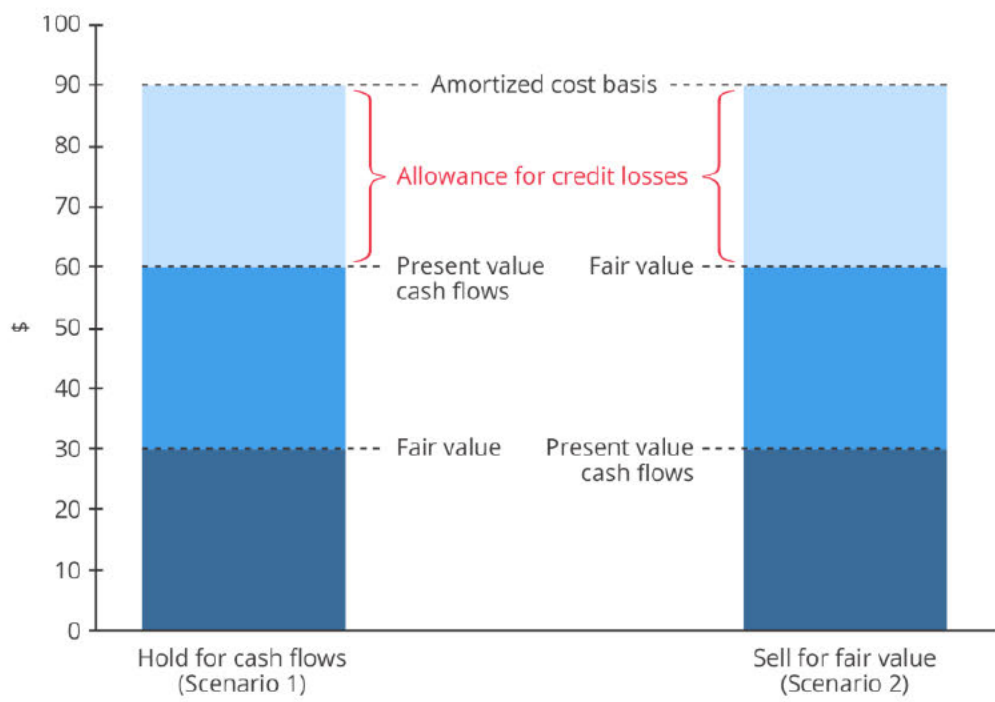 100
90
80
70
60
50
40
30
20
10
0
$
Amortized cost basis
Allowance for credit losses
Present value
cash flows
Fair value
Fair value
Present value
cash flows
Hold for cash flows
(Scenario 1)
Sell for fair value
(Scenario 2)